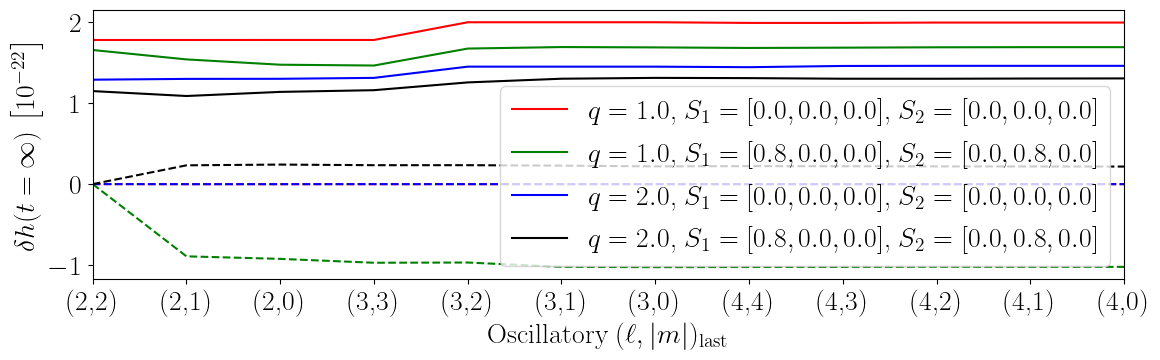 δh(t = ∞) [10⁻²²]
2
1
0
−1
q = 1.0, S₁ = [0.0, 0.0, 0.0], S₂ = [0.0, 0.0, 0.0]
q = 1.0, S₁ = [0.8, 0.0, 0.0], S₂ = [0.0, 0.8, 0.0]
q = 2.0, S₁ = [0.0, 0.0, 0.0], S₂ = [0.0, 0.0, 0.0]
q = 2.0, S₁ = [0.8, 0.0, 0.0], S₂ = [0.0, 0.8, 0.0]
(2,2) (2,1) (2,0) (3,3) (3,2) (3,1) (3,0) (4,4) (4,3) (4,2) (4,1) (4,0)
Oscillatory (ℓ, |m|)last